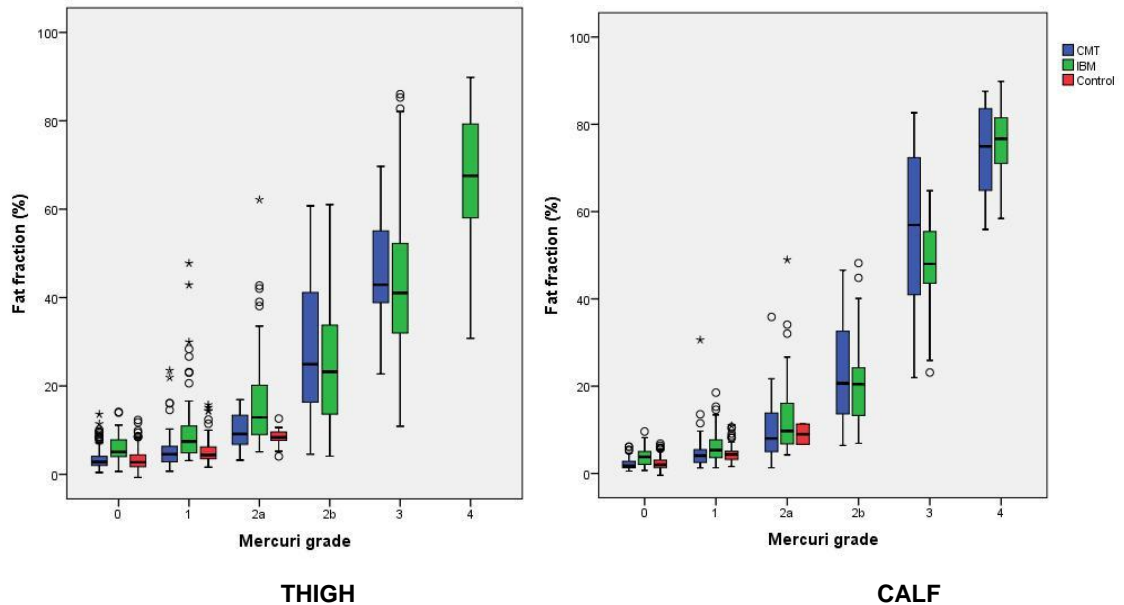 100
80
60
40
20
0
Fat fraction (%)
0 1 2a 2b 3 4
Mercuri grade
THIGH
100
80
60
40
20
0
Fat fraction (%)
0 1 2a 2b 3 4
Mercuri grade
CALF
CMT
IBM
Control